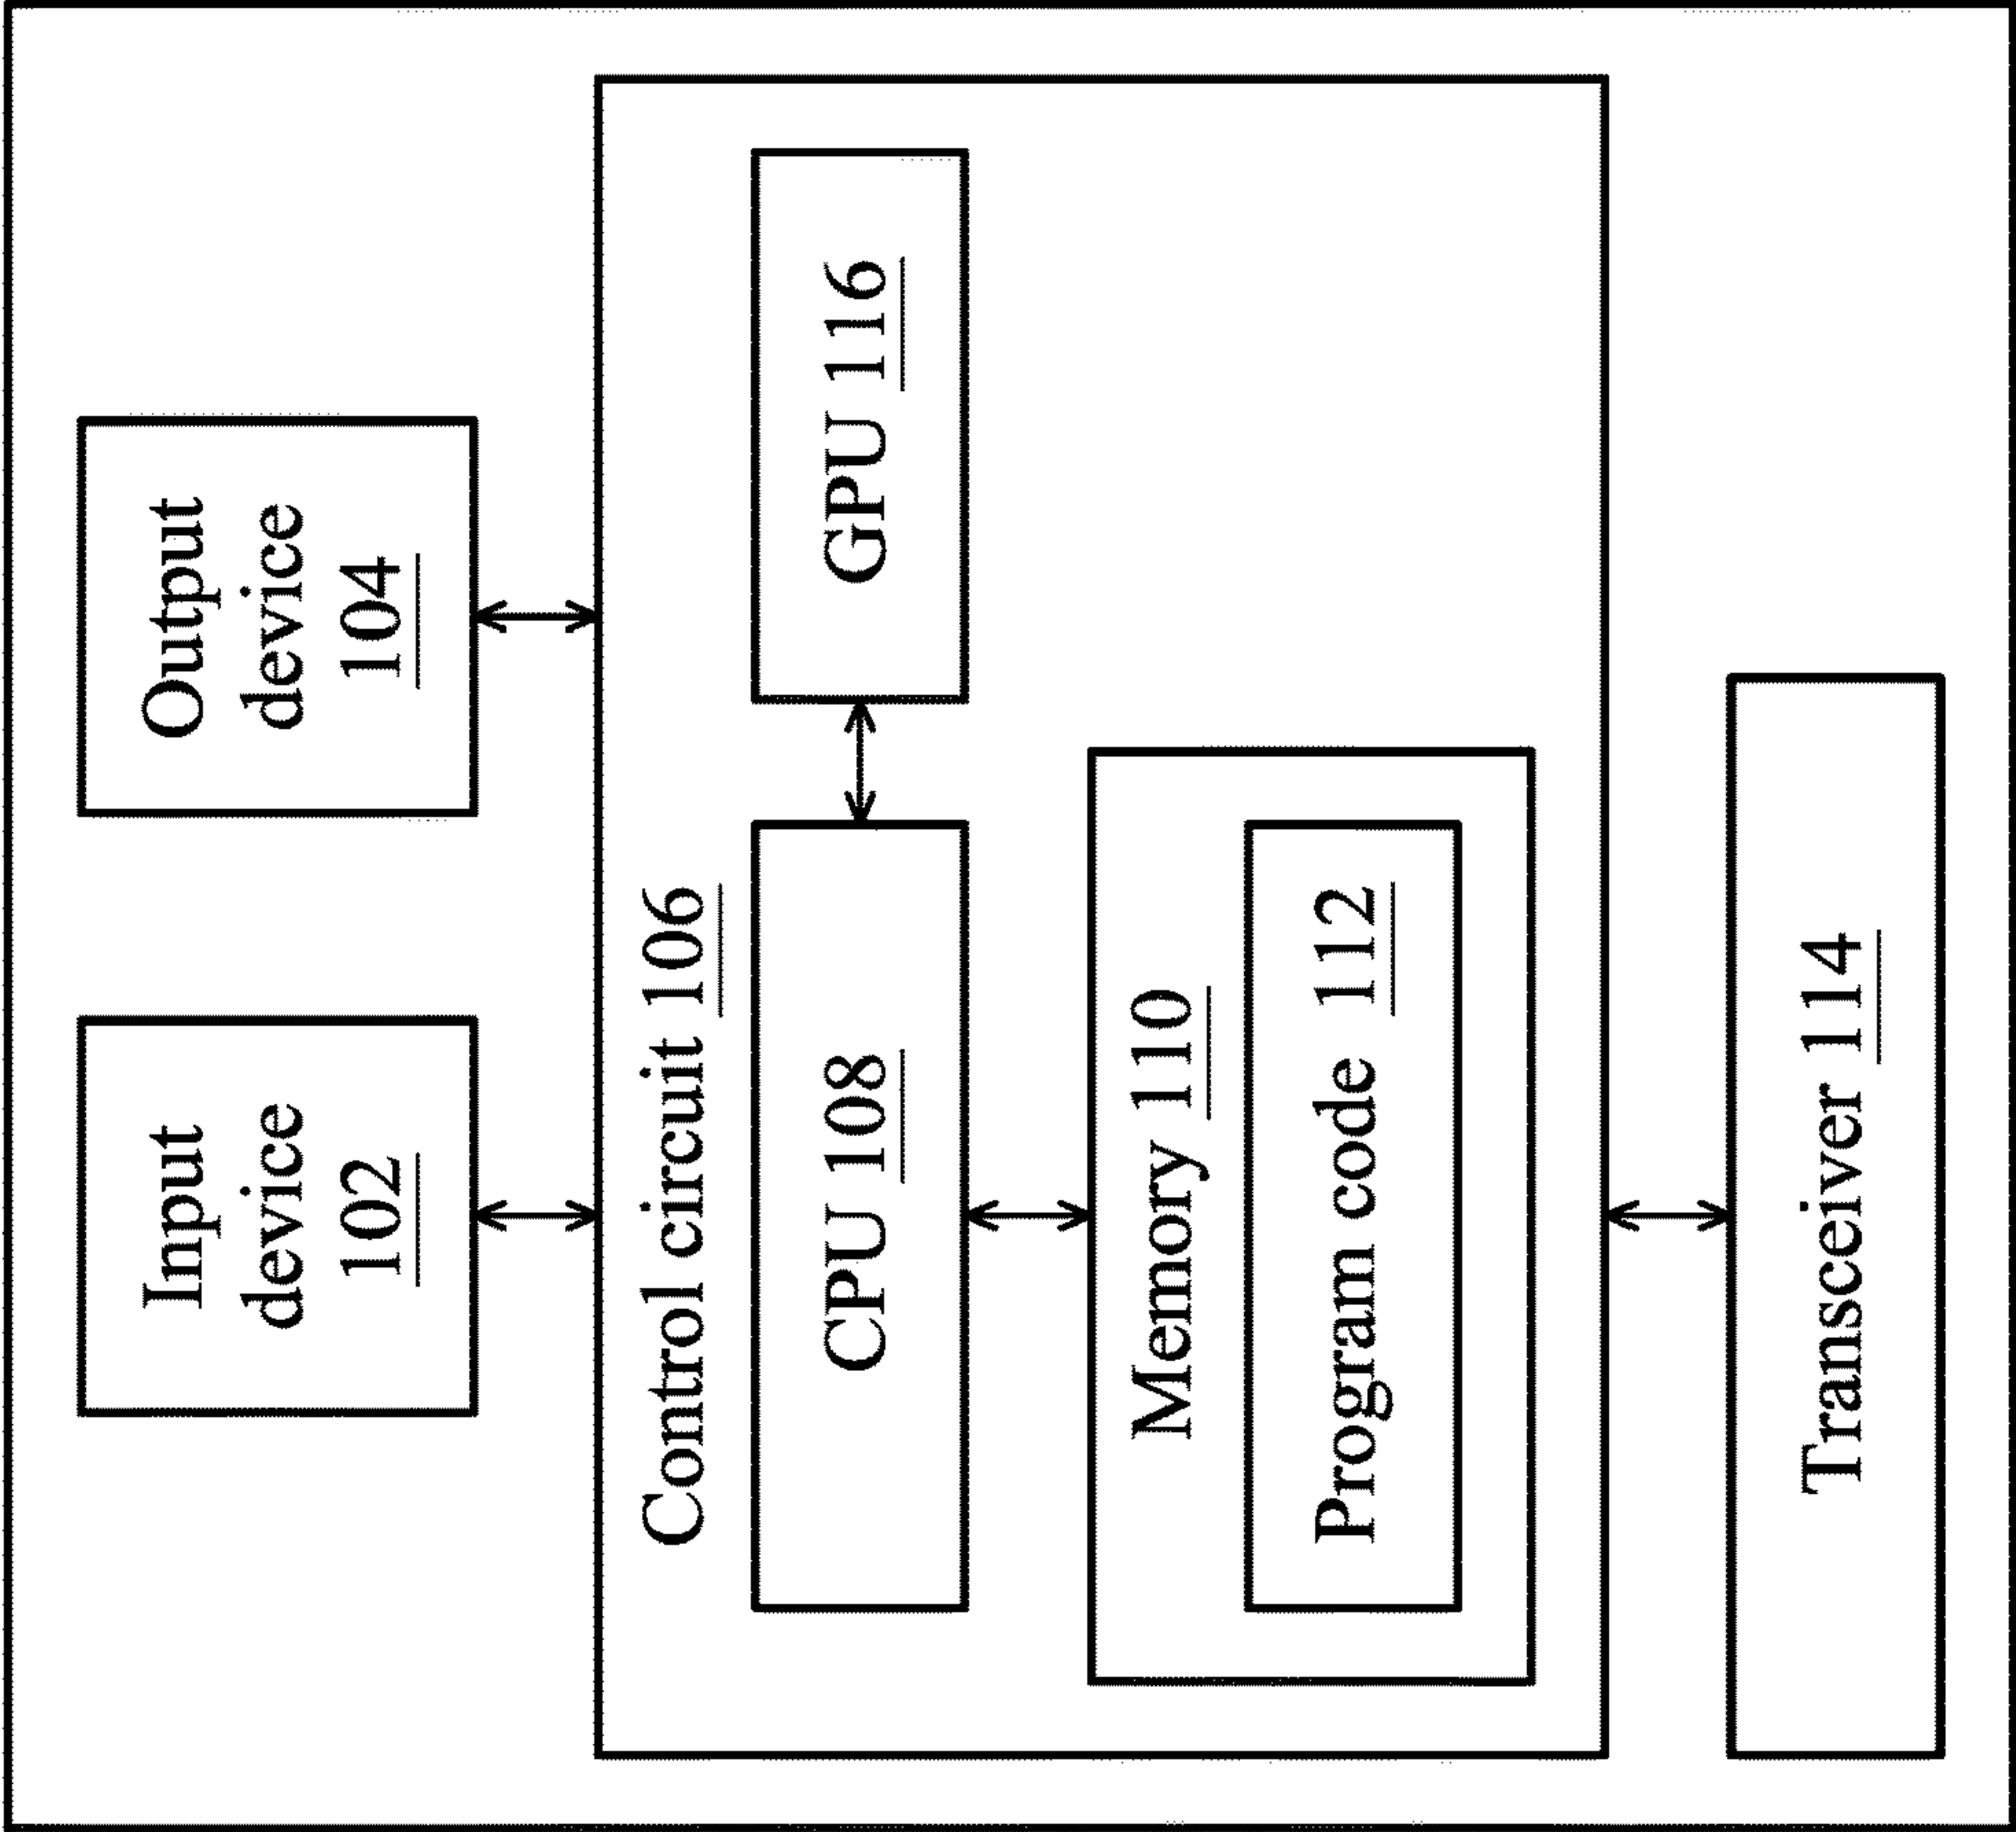 Input
device
102
Output
device
104
Control circuit 106
CPU 108
GPU 116
Memory 110
Program code 112
Transceiver 114